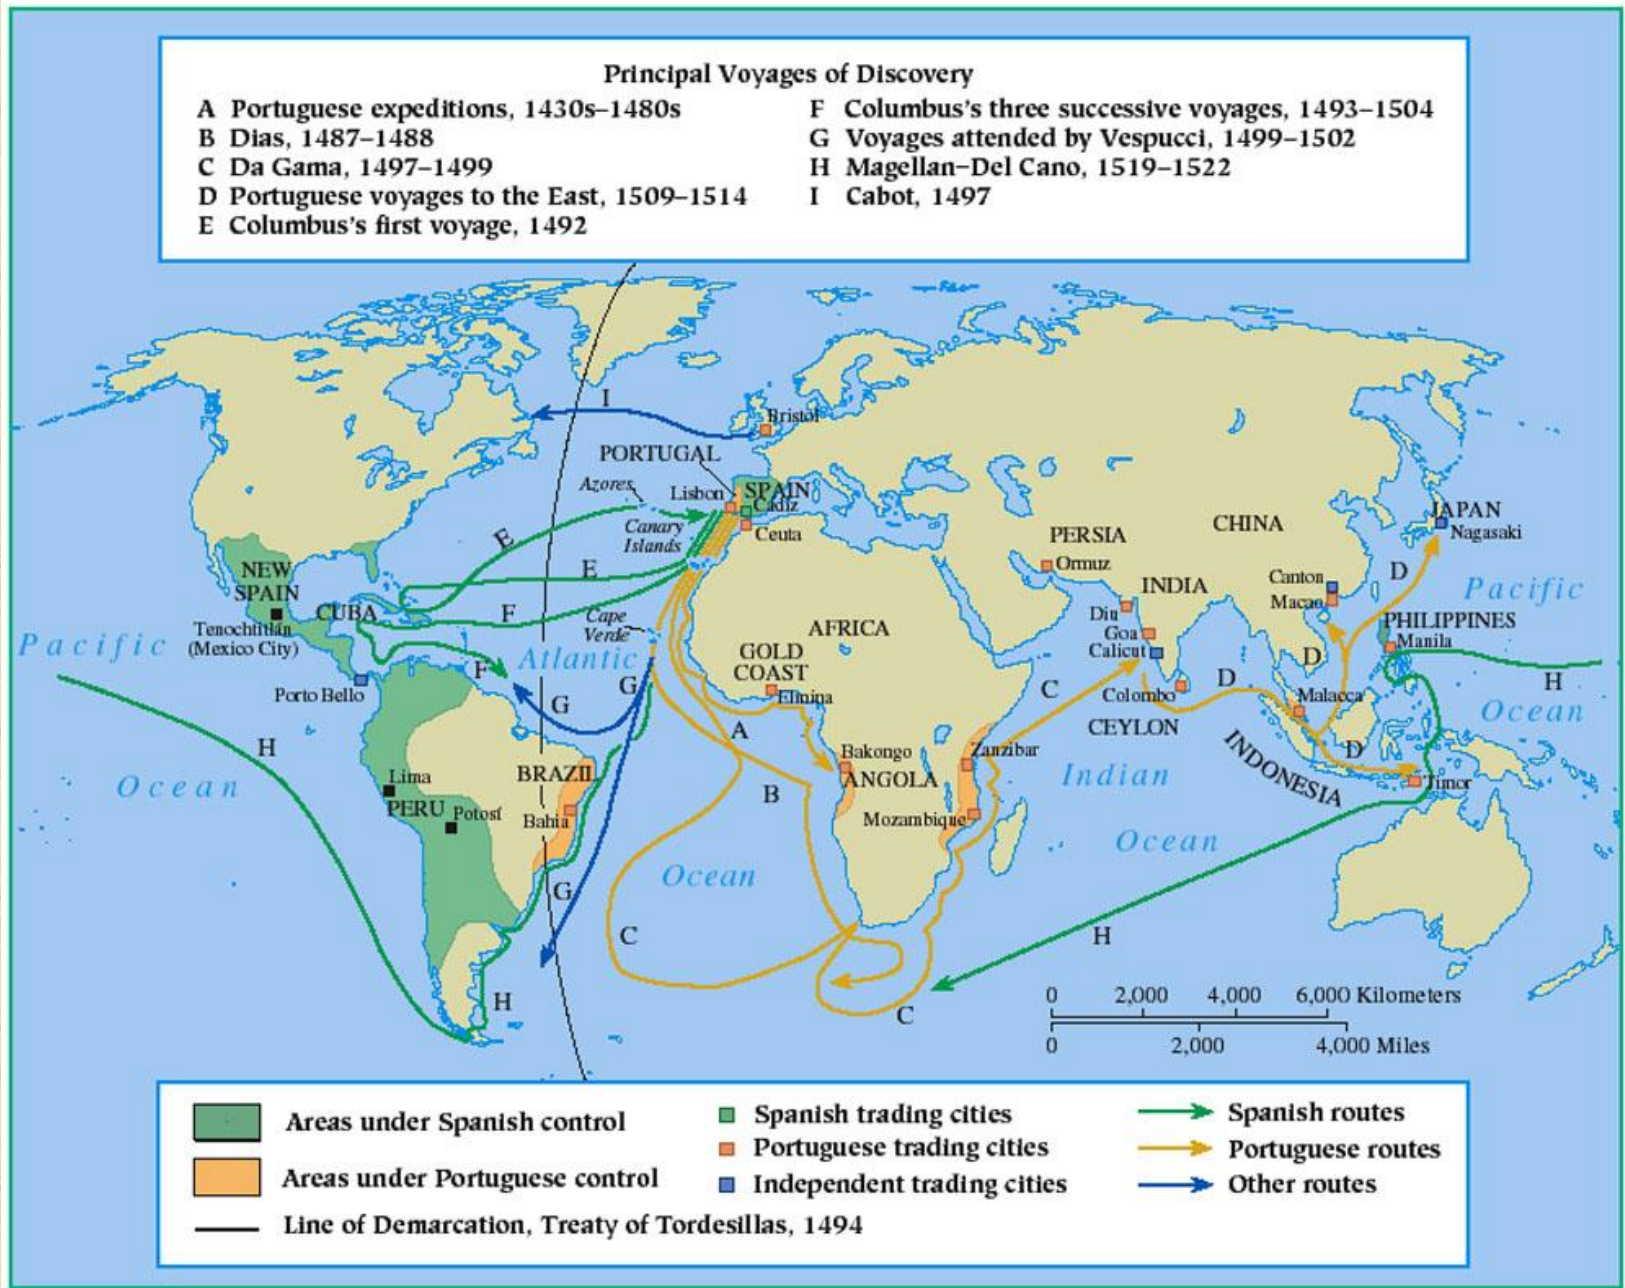 Principal Voyages of Discovery
A Portuguese expeditions, 1430s–1480s
B Dias, 1487–1488
C Da Gama, 1497–1499
D Portuguese voyages to the East, 1509–1514
E Columbus's first voyage, 1492
F Columbus's three successive voyages, 1493–1504
G Voyages attended by Vespucci, 1499–1502
H Magellan–Del Cano, 1519–1522
I Cabot, 1497
I
Bristol
PORTUGAL
Azores
Lisbon
SPAIN
Cadiz
Canary
Islands
Ceuta
E
E
F
JAPAN
Nagasaki
CHINA
PERSIA
Ormuz
INDIA
Canton
Macao
D
Pacific
NEW
SPAIN
CUBA
Tenochtitlán
(Mexico City)
Cape
Verde
AFRICA
Diu
Goa
Calicut
PHILIPPINES
Manila
Pacific
Atlantic
F
G
G
GOLD
COAST
Elmina
Porto Bello
C
Colombo
CEYLON
D
D
Malacca
H
Ocean
H
Ocean
A
Bakongo
ANGOLA
Zanzibar
Indian
INDONESIA
D
Timor
Lima
PERU
Potosí
BRAZIL
Bahia
B
Mozambique
Ocean
Ocean
G
C
H
H
C
0 2,000 4,000 6,000 Kilometers
0 2,000 4,000 Miles
Areas under Spanish control
Areas under Portuguese control
Line of Demarcation, Treaty of Tordesillas, 1494
Spanish trading cities
Portuguese trading cities
Independent trading cities
Spanish routes
Portuguese routes
Other routes